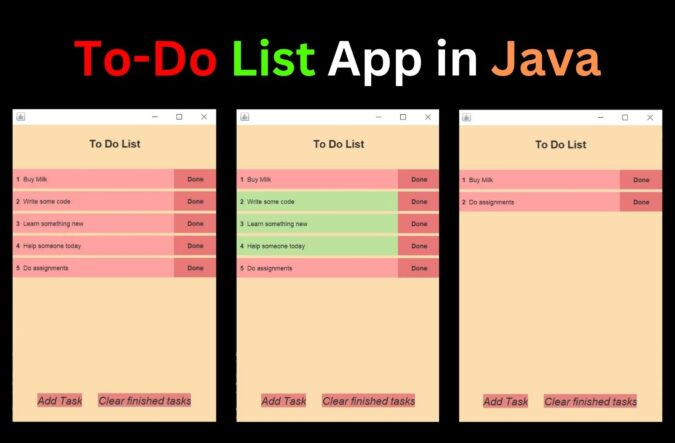 To-Do List App in Java
To Do List
1 Buy Milk Done
2 Write some code Done
3 Learn something new Done
4 Help someone today Done
5 Do assignments Done
Add Task Clear finished tasks
To Do List
1 Buy Milk Done
2 Write some code Done
3 Learn something new Done
4 Help someone today Done
5 Do assignments Done
Add Task Clear finished tasks
To Do List
1 Buy Milk Done
2 Do assignments Done
Add Task Clear finished tasks